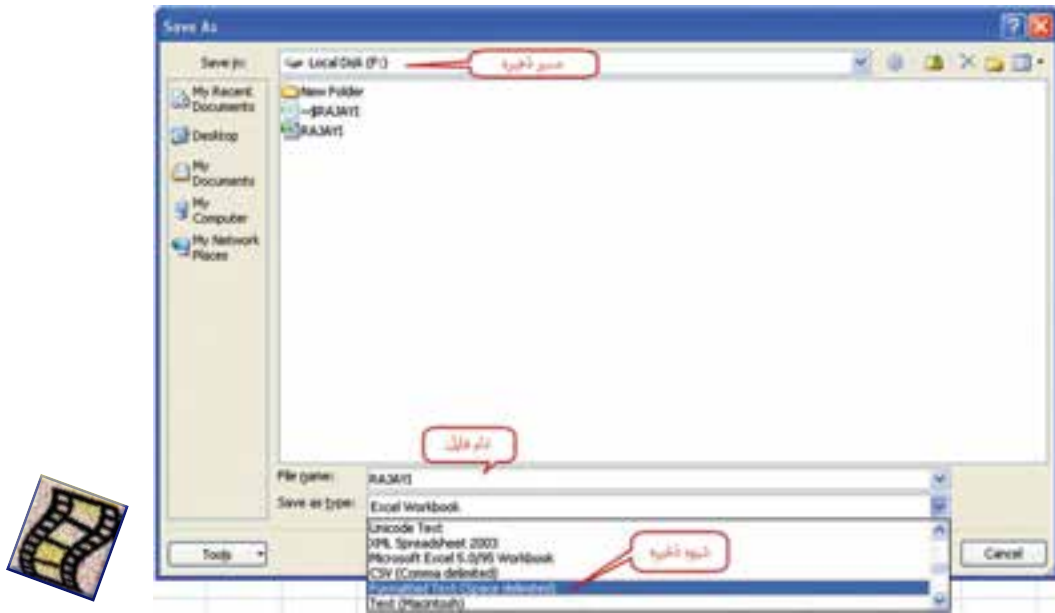 Save As
Save in:
Local Disk (F:)
مسیر ذخیره
My Recent
Documents
Desktop
My
Documents
My
Computer
My Network
Places
New Folder
~$RAJAYI
RAJAYI
نام فایل
File name:
RAJAYI
Save as type:
Excel Workbook
Unicode Text
XML Spreadsheet 2003
Microsoft Excel 5.0/95 Workbook
CSV (Comma delimited)
Formatted Text (Space delimited)
Text (Macintosh)
شیوه ذخیره
Tools
Cancel